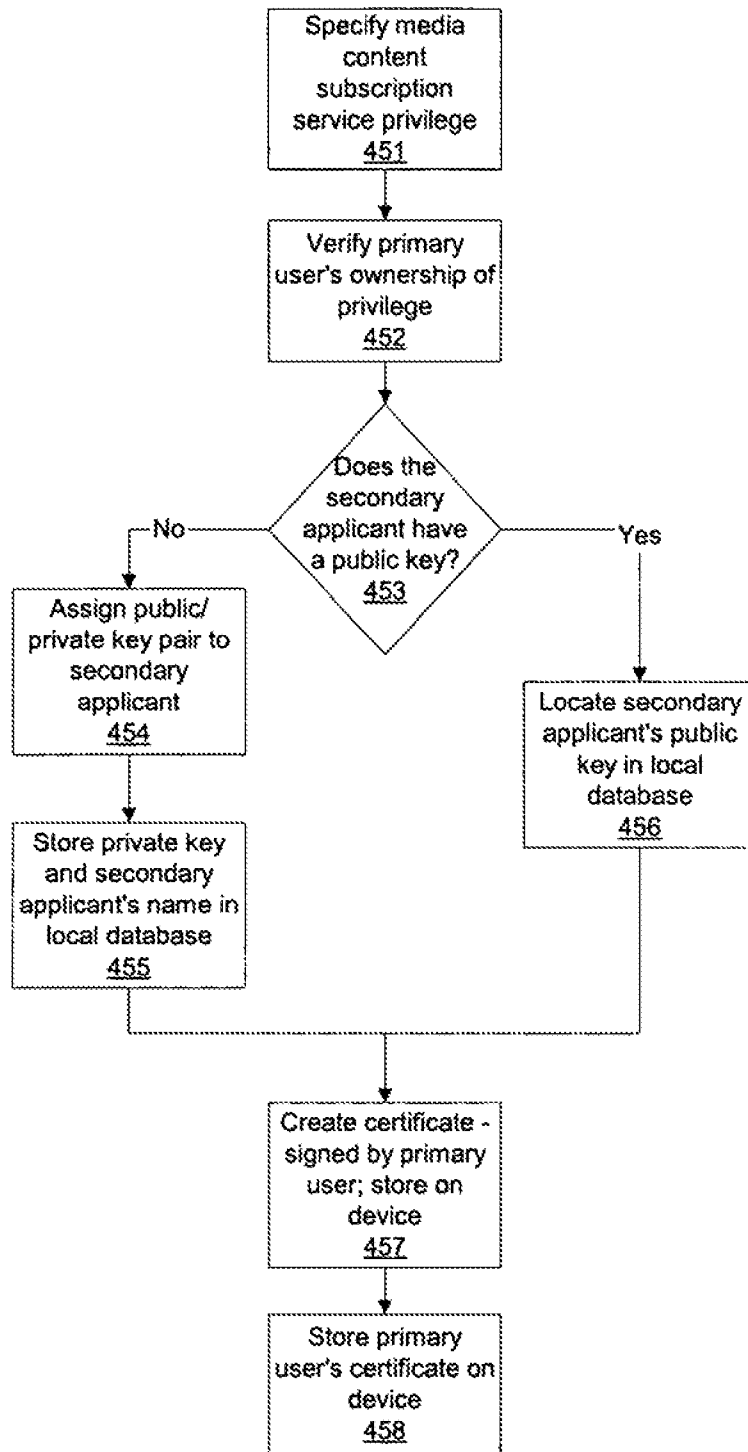 Specify media
content
subscription
service privilege
451
Verify primary
user's ownership of
privilege
452
Does the
secondary
applicant have
a public key?
453
No
Yes
Assign public/
private key pair to
secondary
applicant
454
Locate secondary
applicant's public
key in local
database
456
Store private key
and secondary
applicant's name in
local database
455
Create certificate -
signed by primary
user; store on
device
457
Store primary
user's certificate on
device
458